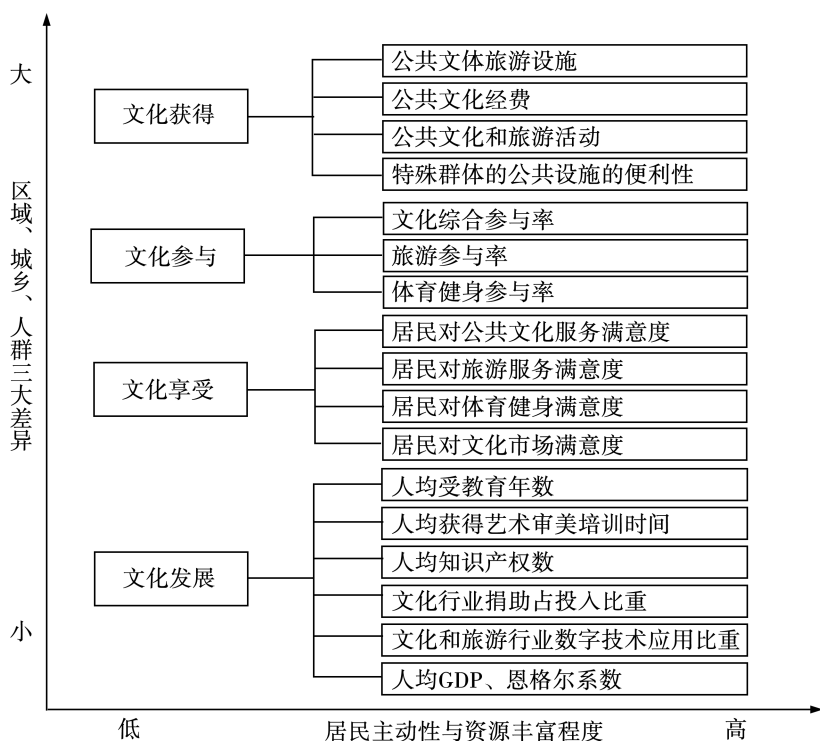 大
区域、城乡、人群三大差异
小
文化获得
公共文体旅游设施
公共文化经费
公共文化和旅游活动
特殊群体的公共设施的便利性
文化参与
文化综合参与率
旅游参与率
体育健身参与率
文化享受
居民对公共文化服务满意度
居民对旅游服务满意度
居民对体育健身满意度
居民对文化市场满意度
文化发展
人均受教育年数
人均获得艺术审美培训时间
人均知识产权数
文化行业捐助占投入比重
文化和旅游行业数字技术应用比重
人均GDP、恩格尔系数
低
居民主动性与资源丰富程度
高